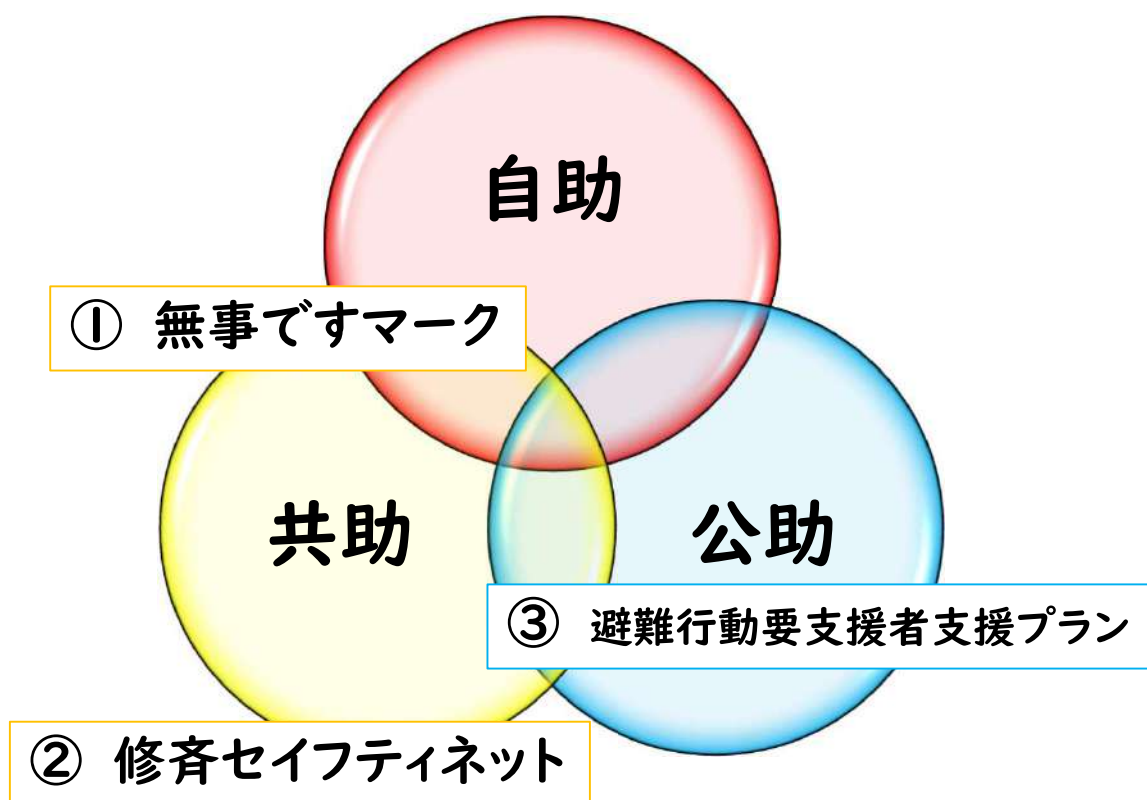 自助
① 無事ですマーク
共助
公助
③ 避難行動要支援者支援プラン
② 修斉セイフティネット